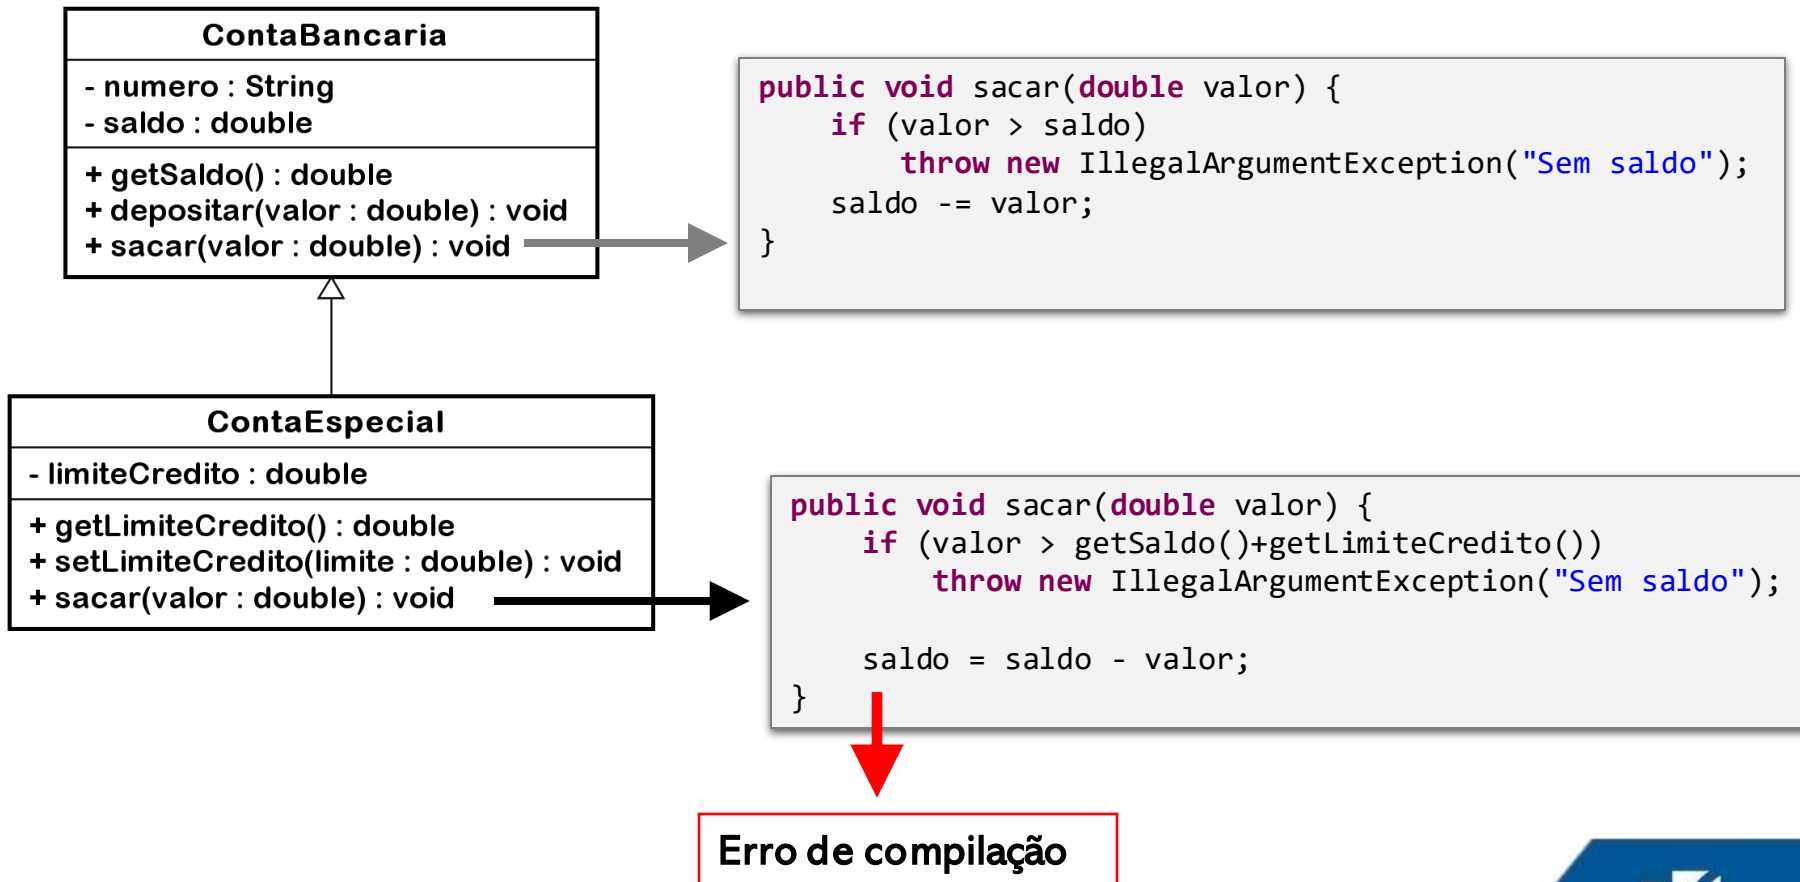 ContaBancaria
- numero : String
- saldo : double
+ getSaldo() : double
+ depositar(valor : double) : void
+ sacar(valor : double) : void
public void sacar(double valor) {
if (valor > saldo)
throw new IllegalArgumentException("Sem saldo");
saldo -= valor;
}
ContaEspecial
- limiteCredito : double
+ getLimiteCredito() : double
+ setLimiteCredito(limite : double) : void
+ sacar(valor : double) : void
public void sacar(double valor) {
if (valor > getSaldo()+getLimiteCredito())
throw new IllegalArgumentException("Sem saldo");
saldo = saldo - valor;
}
Erro de compilação